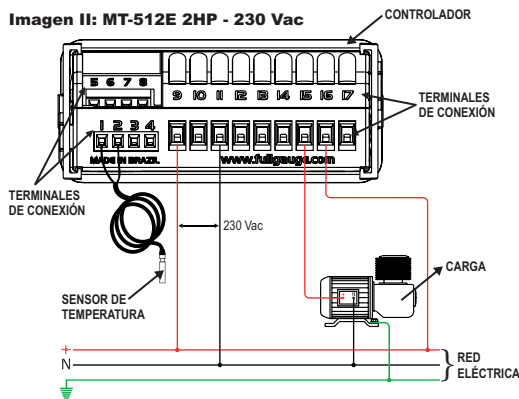 Imagen II: MT-512E 2HP - 230 Vac
CONTROLADOR
5 6 7 8
9 10 11 12 13 14 15 16 17
TERMINALES
DE CONEXIÓN
1 2 3 4
MADE IN BRAZIL
www.fullgauge.com
TERMINALES
DE CONEXIÓN
230 Vac
SENSOR DE
TEMPERATURA
CARGA
+
N
RED
ELÉCTRICA